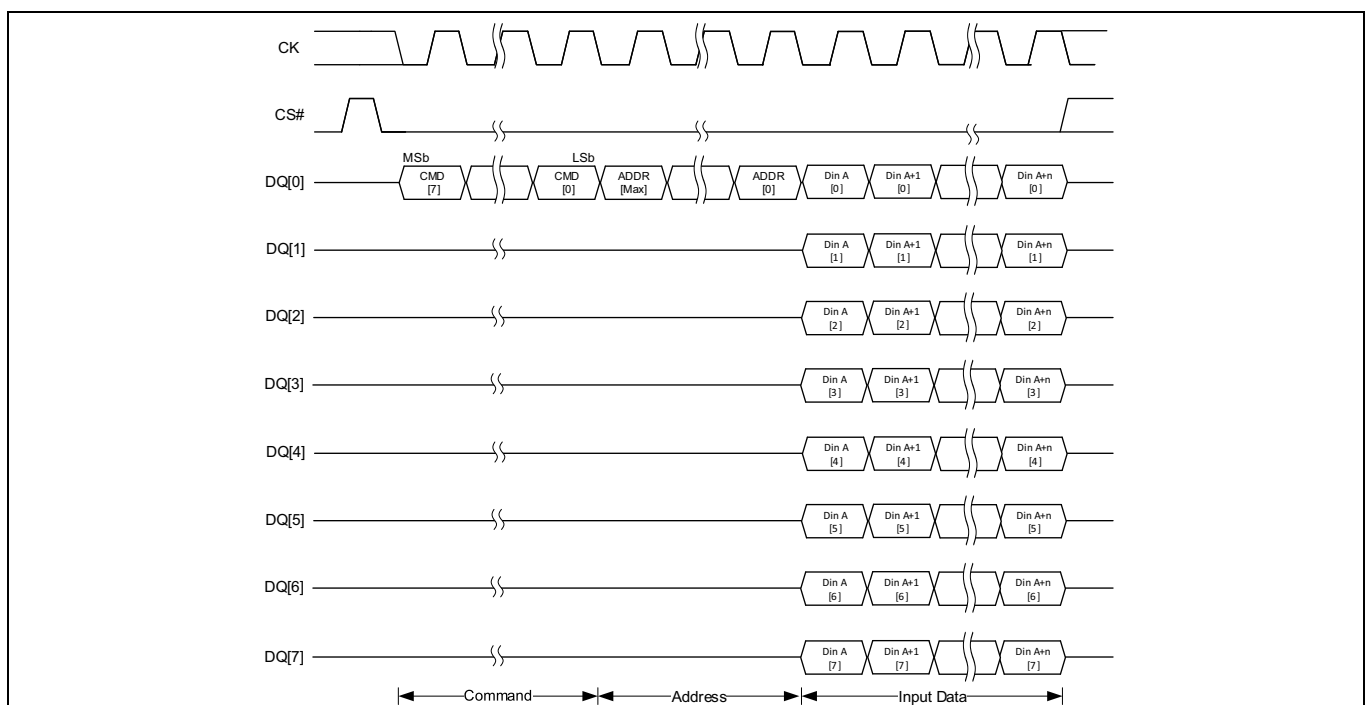 CK
CS#
MSb LSb
DQ[0] CMD [7] CMD [0] ADDR [Max] ADDR [0] Din A [0] Din A+1 [0] Din A+n [0]
DQ[1] Din A [1] Din A+1 [1] Din A+n [1]
DQ[2] Din A [2] Din A+1 [2] Din A+n [2]
DQ[3] Din A [3] Din A+1 [3] Din A+n [3]
DQ[4] Din A [4] Din A+1 [4] Din A+n [4]
DQ[5] Din A [5] Din A+1 [5] Din A+n [5]
DQ[6] Din A [6] Din A+1 [6] Din A+n [6]
DQ[7] Din A [7] Din A+1 [7] Din A+n [7]
Command Address Input Data